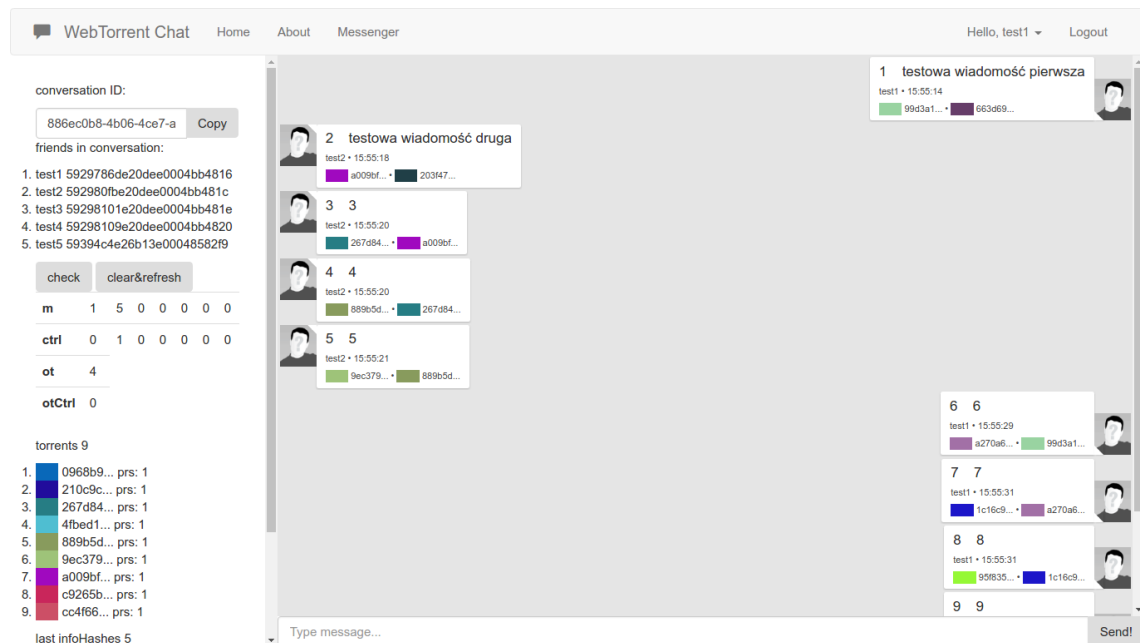 WebTorrent Chat Home About Messenger Hello, test1 Logout
conversation ID:
886ec0b8-4b06-4ce7-a Copy
friends in conversation:
1. test1 5929786de20dee0004bb4816
2. test2 592980fbe20dee0004bb481c
3. test3 59298101e20dee0004bb481e
4. test4 59298109e20dee0004bb4820
5. test5 59394c4e26b13e00048582f9
check clear&refresh
m 1 5 0 0 0 0 0
ctrl 0 1 0 0 0 0 0
ot 4
otCtrl 0
torrents 9
1. 0968b9... prs: 1
2. 210c9c... prs: 1
3. 267d84... prs: 1
4. 4fbed1... prs: 1
5. 889b5d... prs: 1
6. 9ec379... prs: 1
7. a009bf... prs: 1
8. c9265b... prs: 1
9. cc4f66... prs: 1
last infoHashes 5
1 testowa wiadomość pierwsza
test1 • 15:55:14
99d3a1... • 663d69...
2 testowa wiadomość druga
test2 • 15:55:18
a009bf... • 203f47...
3 3
test2 • 15:55:20
267d84... • a009bf...
4 4
test2 • 15:55:20
889b5d... • 267d84...
5 5
test2 • 15:55:21
9ec379... • 889b5d...
6 6
test1 • 15:55:29
a270a6... • 99d3a1...
7 7
test1 • 15:55:31
1c16c9... • a270a6...
8 8
test1 • 15:55:31
95f835... • 1c16c9...
9 9
Type message... Send!